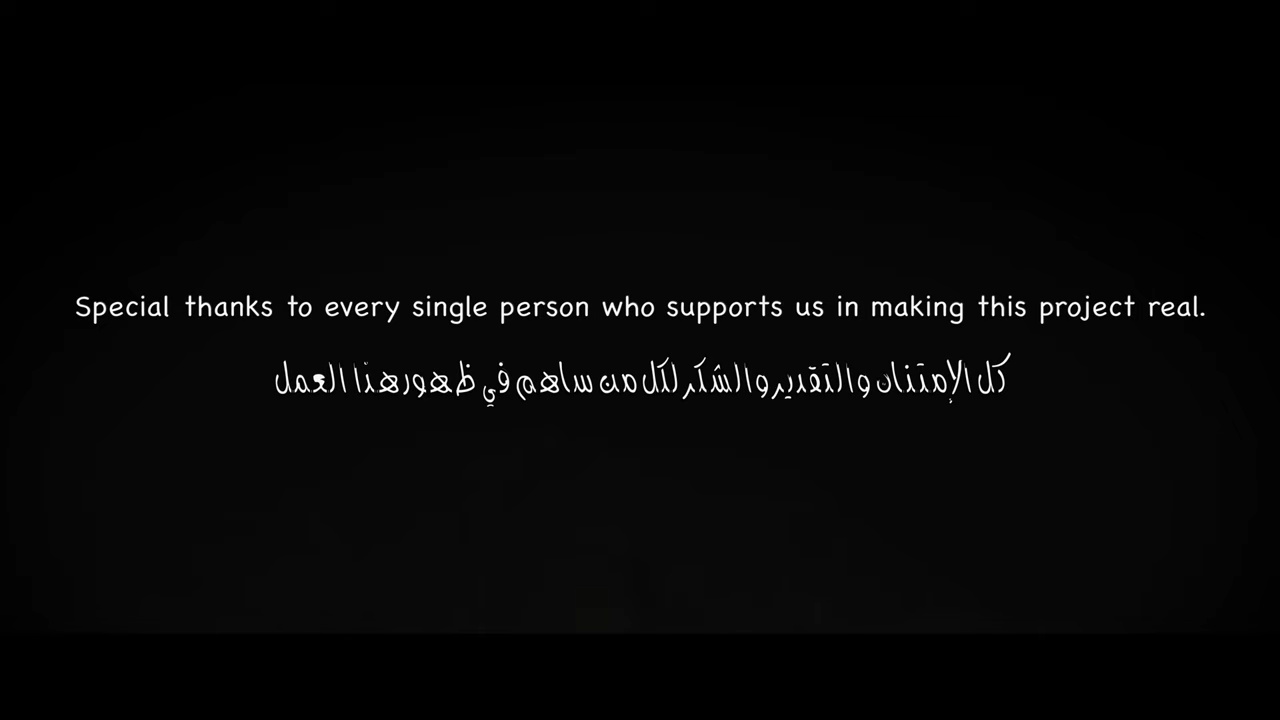 Special thanks to every single person who supports us in making this project real.
كل الإمتنان والتقدير والشكر لكل من ساهم في ظهور هذا العمل